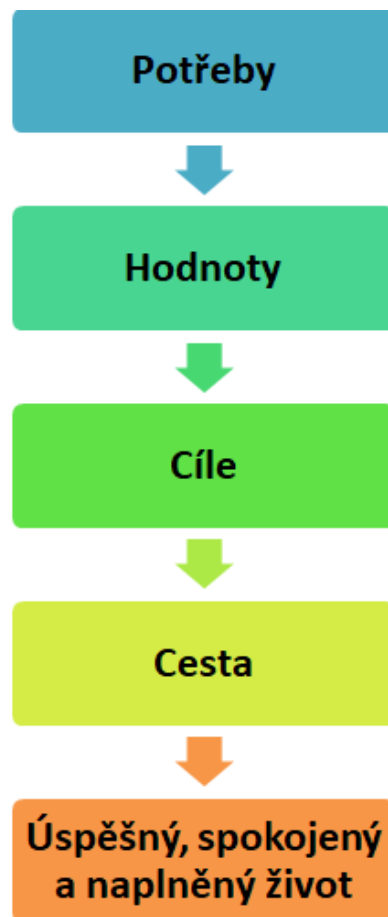 Potřeby
Hodnoty
Cíle
Cesta
Úspěšný, spokojený
a naplněný život